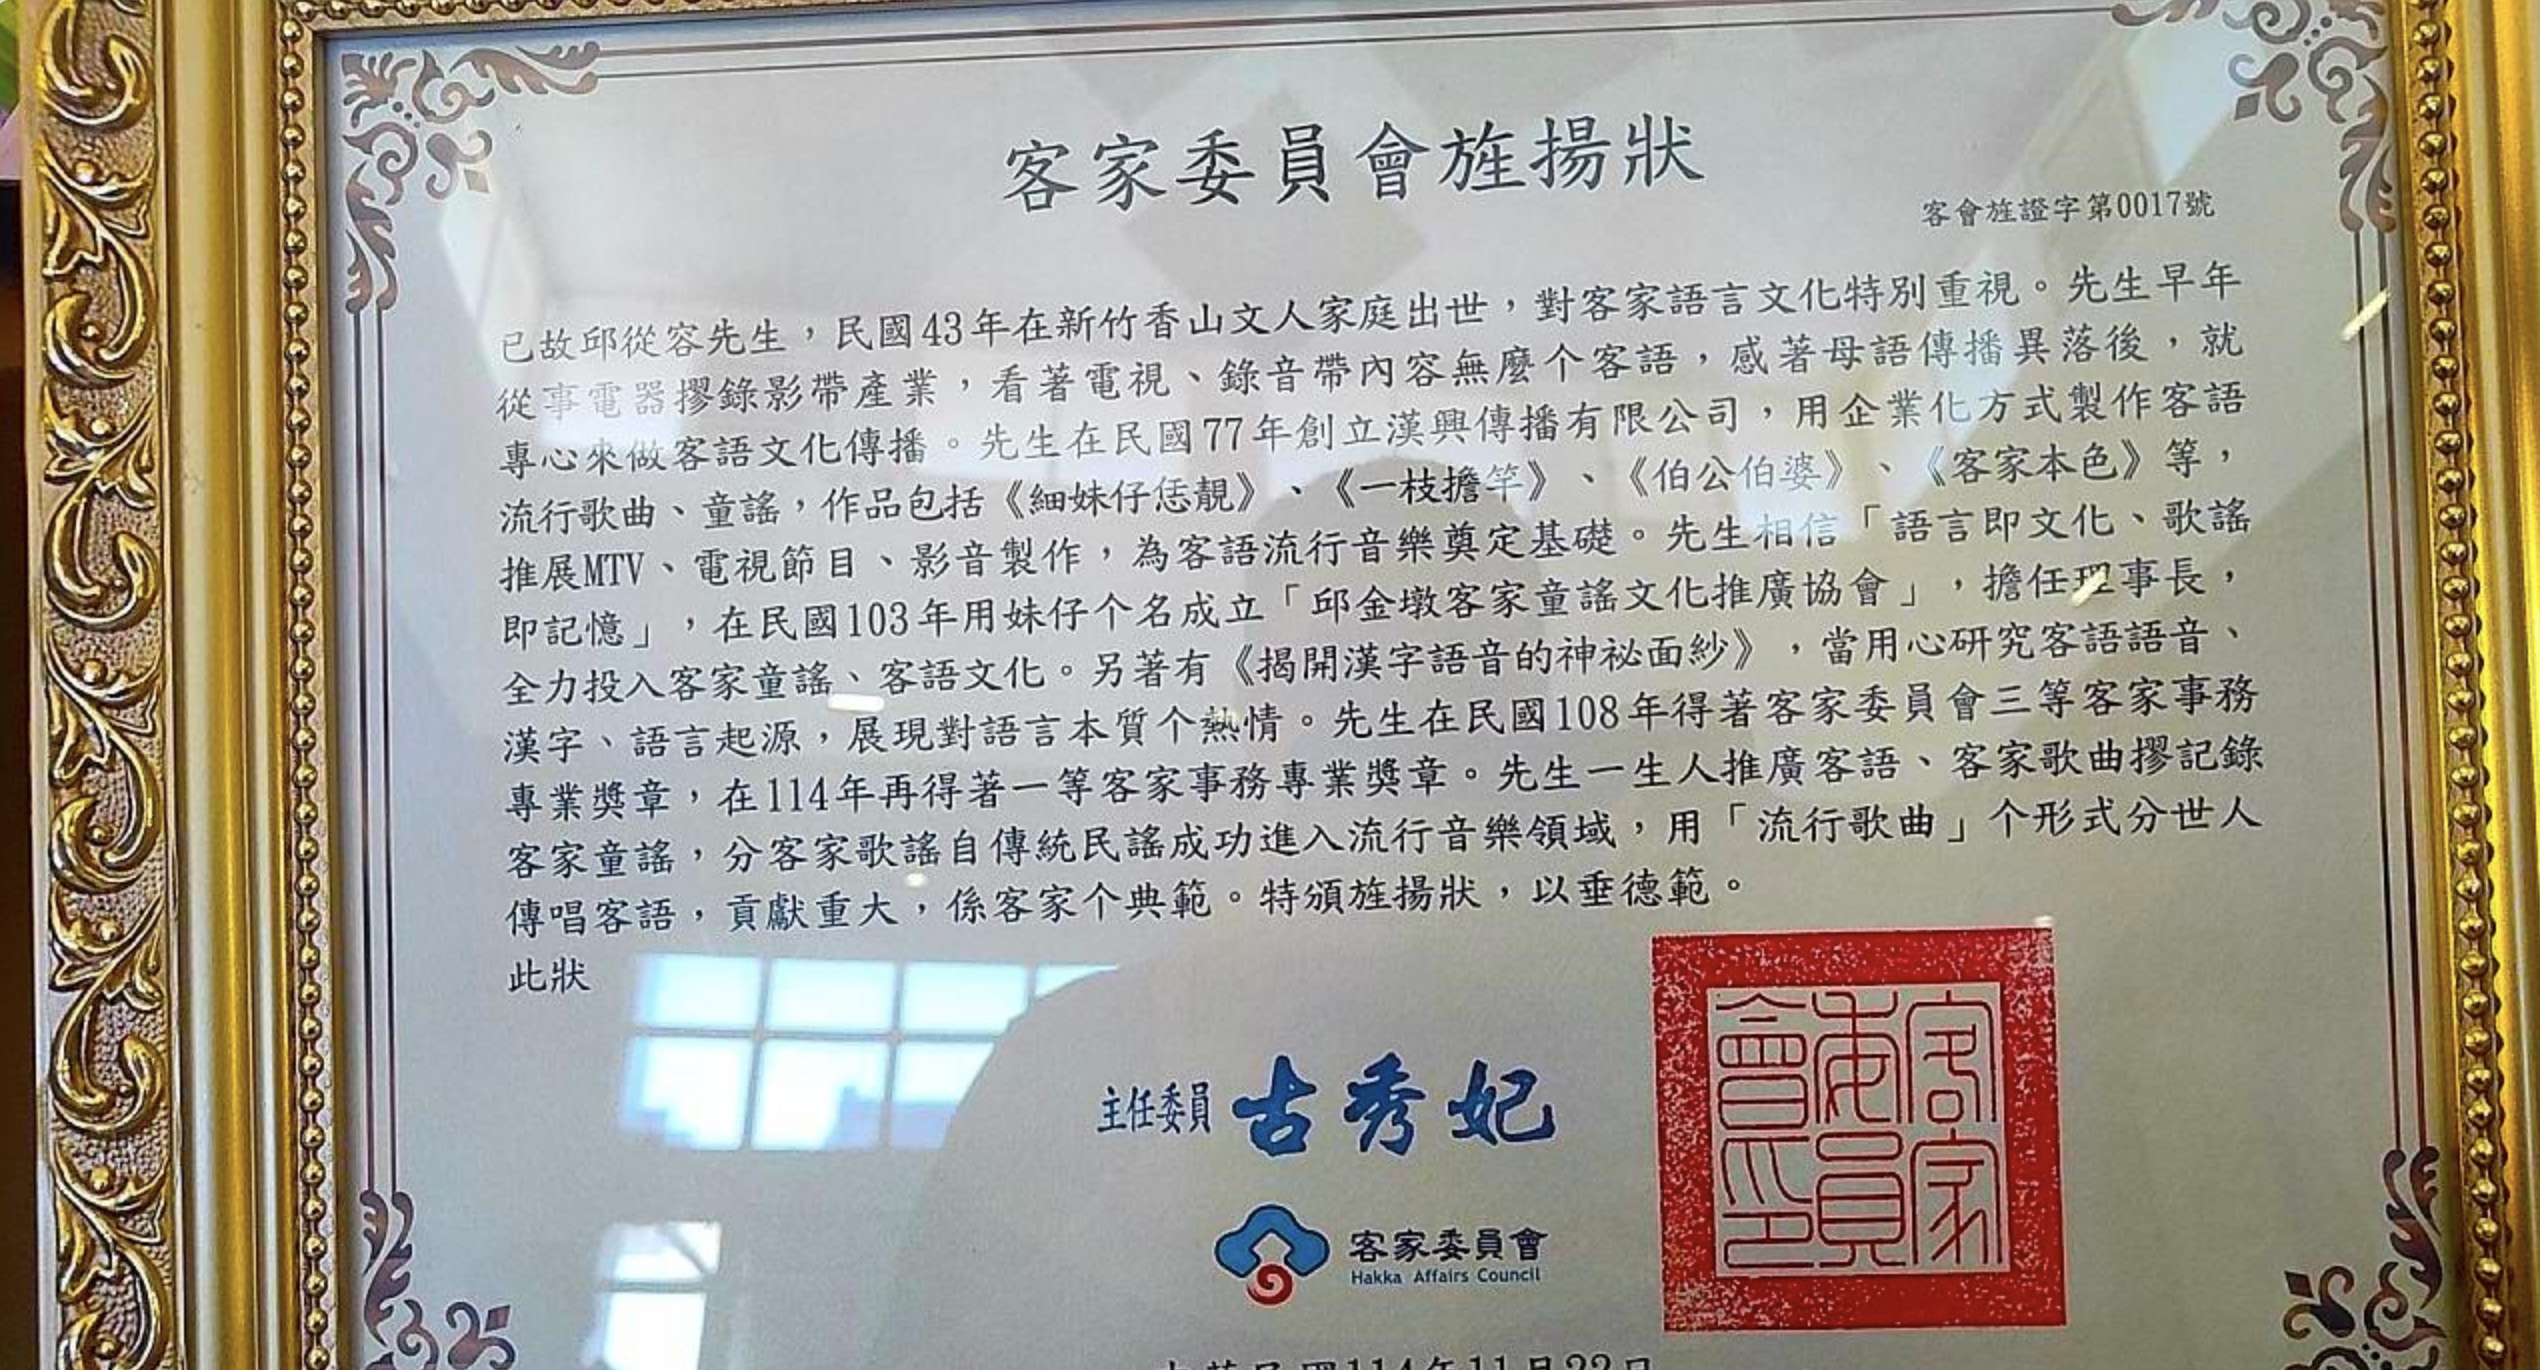 客家委員會旌揚狀
客會旌證字第0017號
已故邱從容先生，民國43年在新竹香山文人家庭出世，對客家語言文化特別重視。先生早年
從事電器摎錄影帶產業，看著電視、錄音帶內容無麼个客語，感著母語傳播異落後，就
專心來做客語文化傳播。先生在民國77年創立漢興傳播有限公司，用企業化方式製作客語
流行歌曲、童謠，作品包括《細妹仔恁靚》、《一枝擔竿》、《伯公伯婆》、《客家本色》等，
推展MTV、電視節目、影音製作，為客語流行音樂奠定基礎。先生相信「語言即文化、歌謠
即記憶」，在民國103年用妹仔个名成立「邱金墩客家童謠文化推廣協會」，擔任理事長，
全力投入客家童謠、客語文化。另著有《揭開漢字語音的神祕面紗》，當用心研究客語語音、
漢字、語言起源，展現對語言本質个熱情。先生在民國108年得著客家委員會三等客家事務
專業獎章，在114年再得著一等客家事務專業獎章。先生一生人推廣客語、客家歌曲摎記錄
客家童謠，分客家歌謠自傳統民謠成功進入流行音樂領域，用「流行歌曲」个形式分世人
傳唱客語，貢獻重大，係客家个典範。特頒旌揚狀，以垂德範。
此狀
主任委員 古秀妃
客家委員會
Hakka Affairs Council
客家委員會印
中華民國114年11月22日